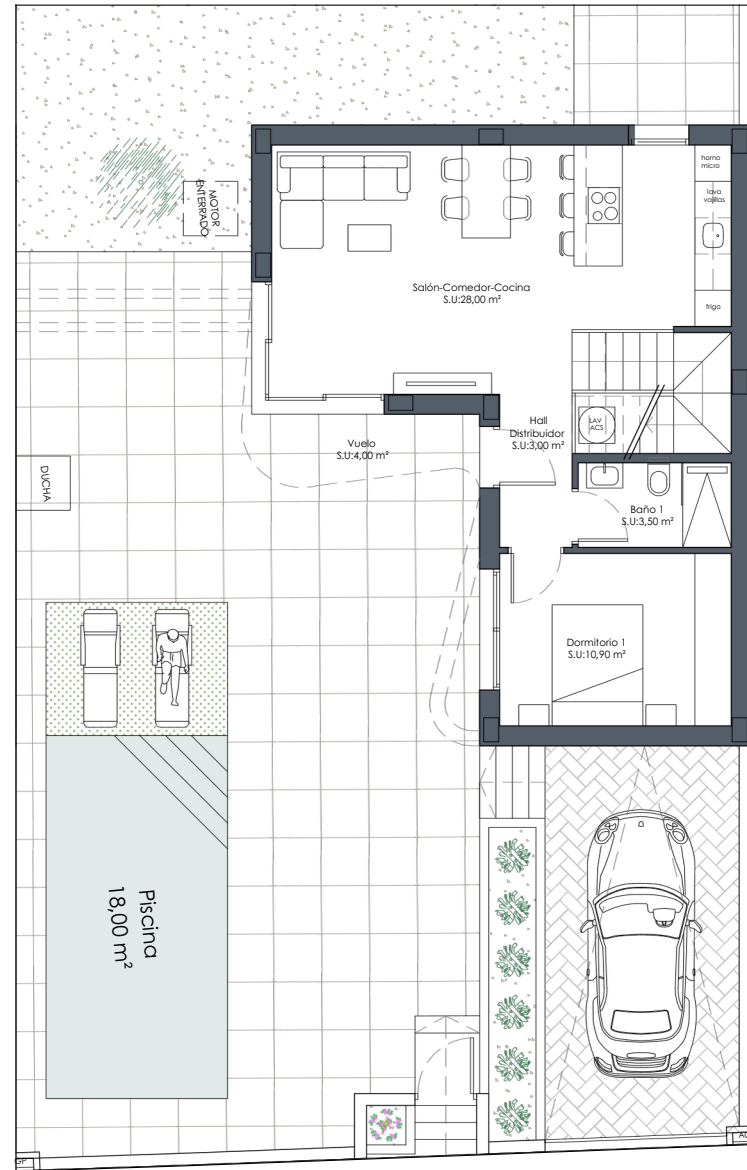 MOTOR
ENTERRADO
horno
micro
lava
vajillas
frigo
Salón-Comedor-Cocina
S.U:28,00 m²
Hall
Distribuidor
S.U:3,00 m²
LAV
ACS
Vuelo
S.U:4,00 m²
DUCHA
Baño 1
S.U:3,50 m²
Dormitorio 1
S.U:10,90 m²
Piscina
18,00 m²
GP